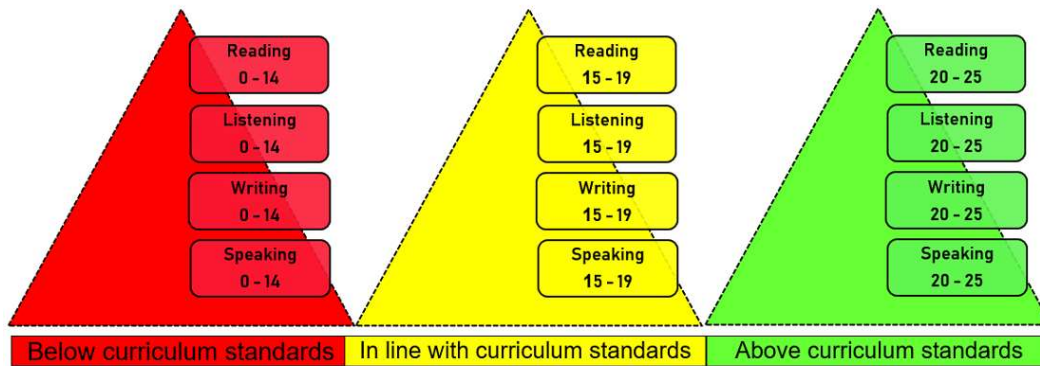 Reading
0 - 14
Listening
0 - 14
Writing
0 - 14
Speaking
0 - 14
Below curriculum standards
Reading
15 - 19
Listening
15 - 19
Writing
15 - 19
Speaking
15 - 19
In line with curriculum standards
Reading
20 - 25
Listening
20 - 25
Writing
20 - 25
Speaking
20 - 25
Above curriculum standards